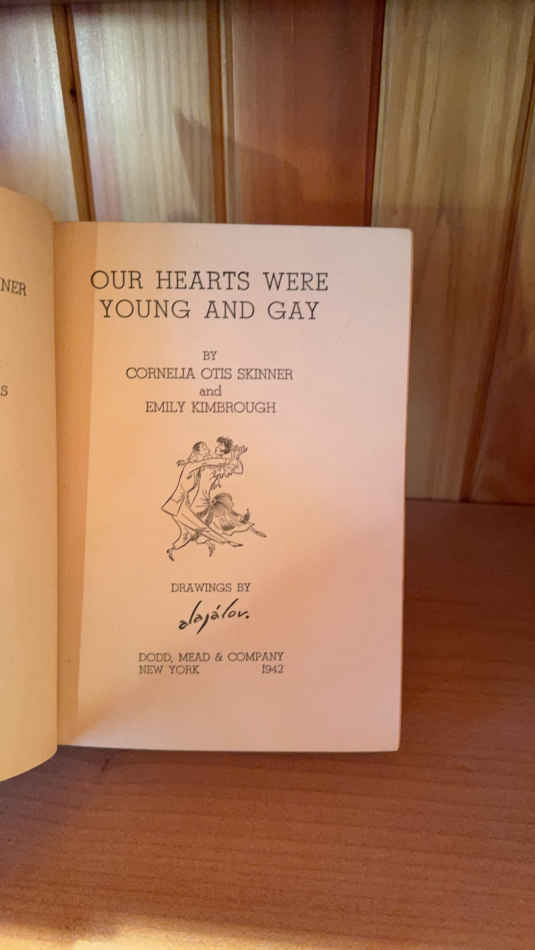 NNER
S
OUR HEARTS WERE
YOUNG AND GAY
BY
CORNELIA OTIS SKINNER
and
EMILY KIMBROUGH
DRAWINGS BY
alajálov.
DODD, MEAD & COMPANY
NEW YORK 1942